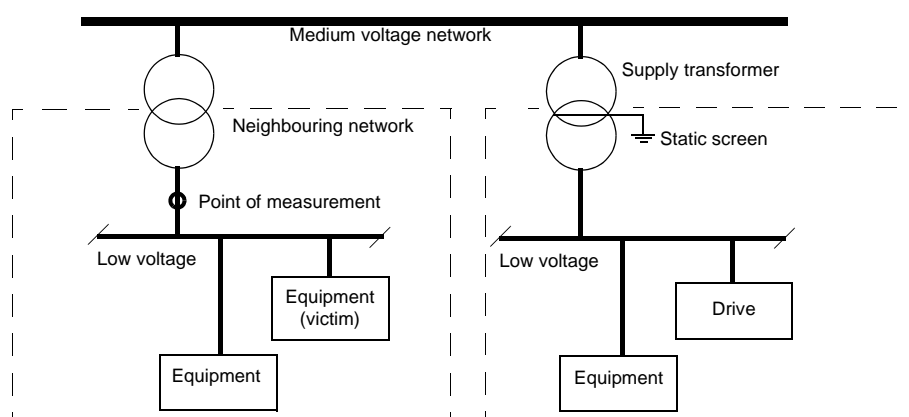 Medium voltage network
Supply transformer
Neighbouring network
Static screen
Point of measurement
Low voltage
Equipment
(victim)
Equipment
Low voltage
Drive
Equipment